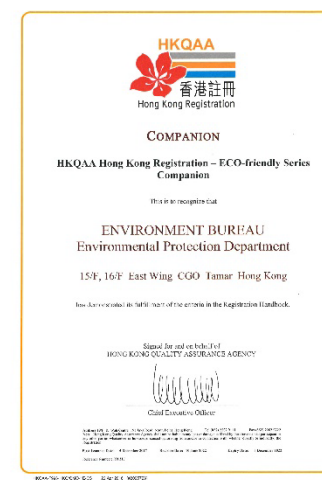 HKQAA
香港註冊
Hong Kong Registration
COMPANION
HKQAA Hong Kong Registration – ECO-friendly Series
Companion
This is to recognize that
ENVIRONMENT BUREAU
Environmental Protection Department
15/F, 16/F East Wing CGO Tamar Hong Kong
has demonstrated its fulfilment of the criteria in the Registration Handbook.
Signed for and on behalf of
HONG KONG QUALITY ASSURANCE AGENCY
Chief Executive Officer